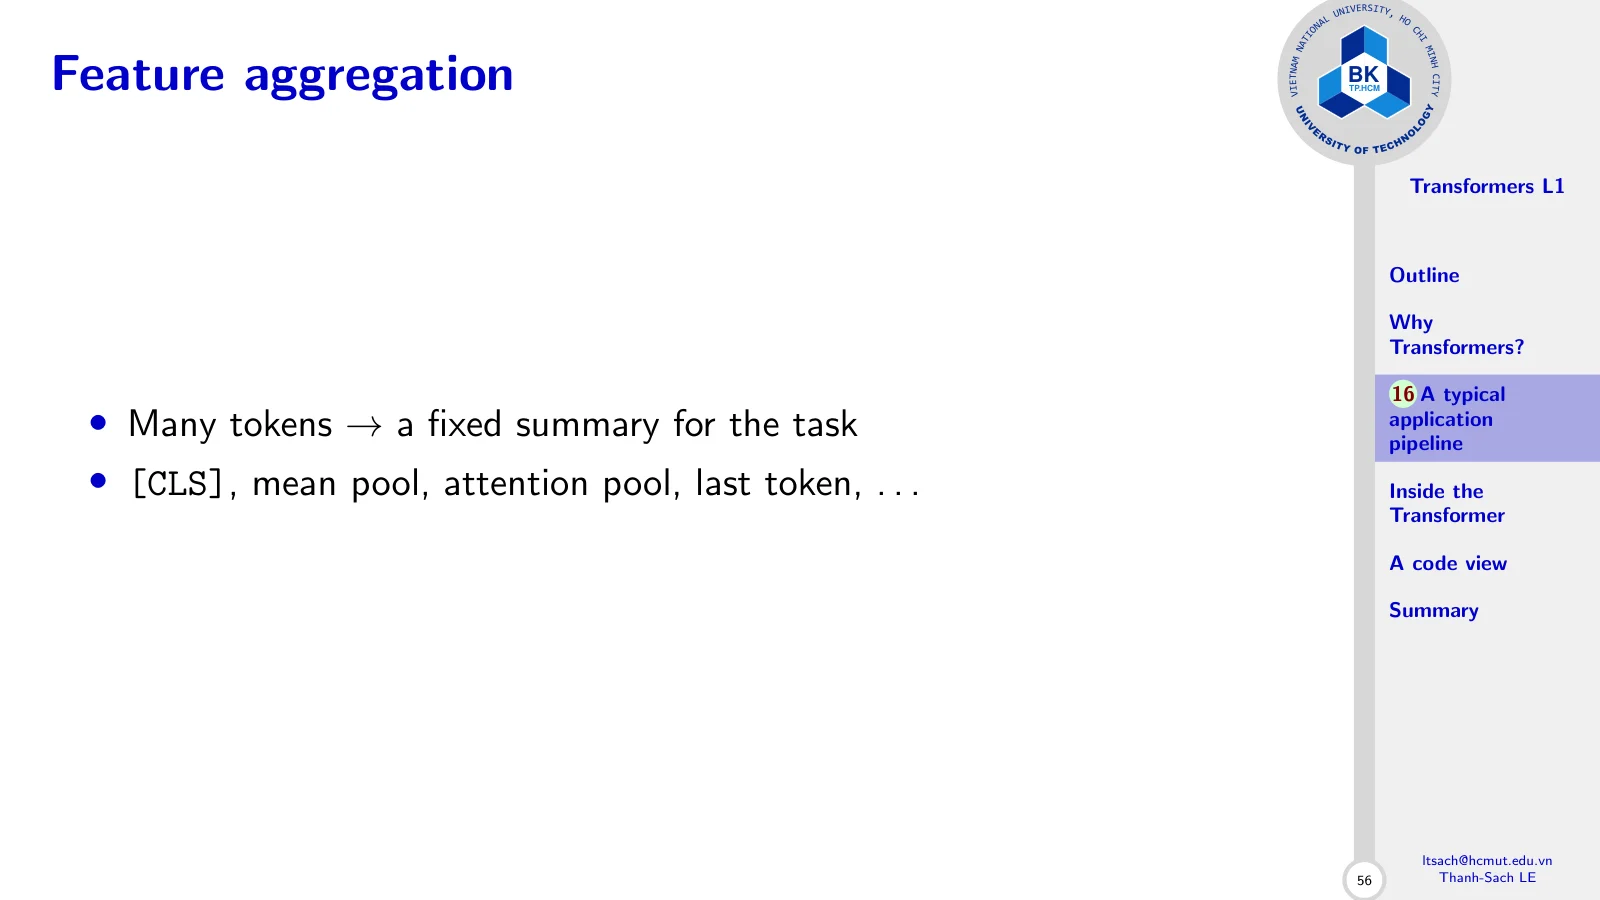 Feature aggregation
• Many tokens → a fixed summary for the task
• [CLS], mean pool, attention pool, last token, . . .
VIETNAM NATIONAL UNIVERSITY, HO CHI MINH CITY
BK
TP.HCM
UNIVERSITY OF TECHNOLOGY
Transformers L1
Outline
Why
Transformers?
16 A typical
application
pipeline
Inside the
Transformer
A code view
Summary
ltsach@hcmut.edu.vn
Thanh-Sach LE
56